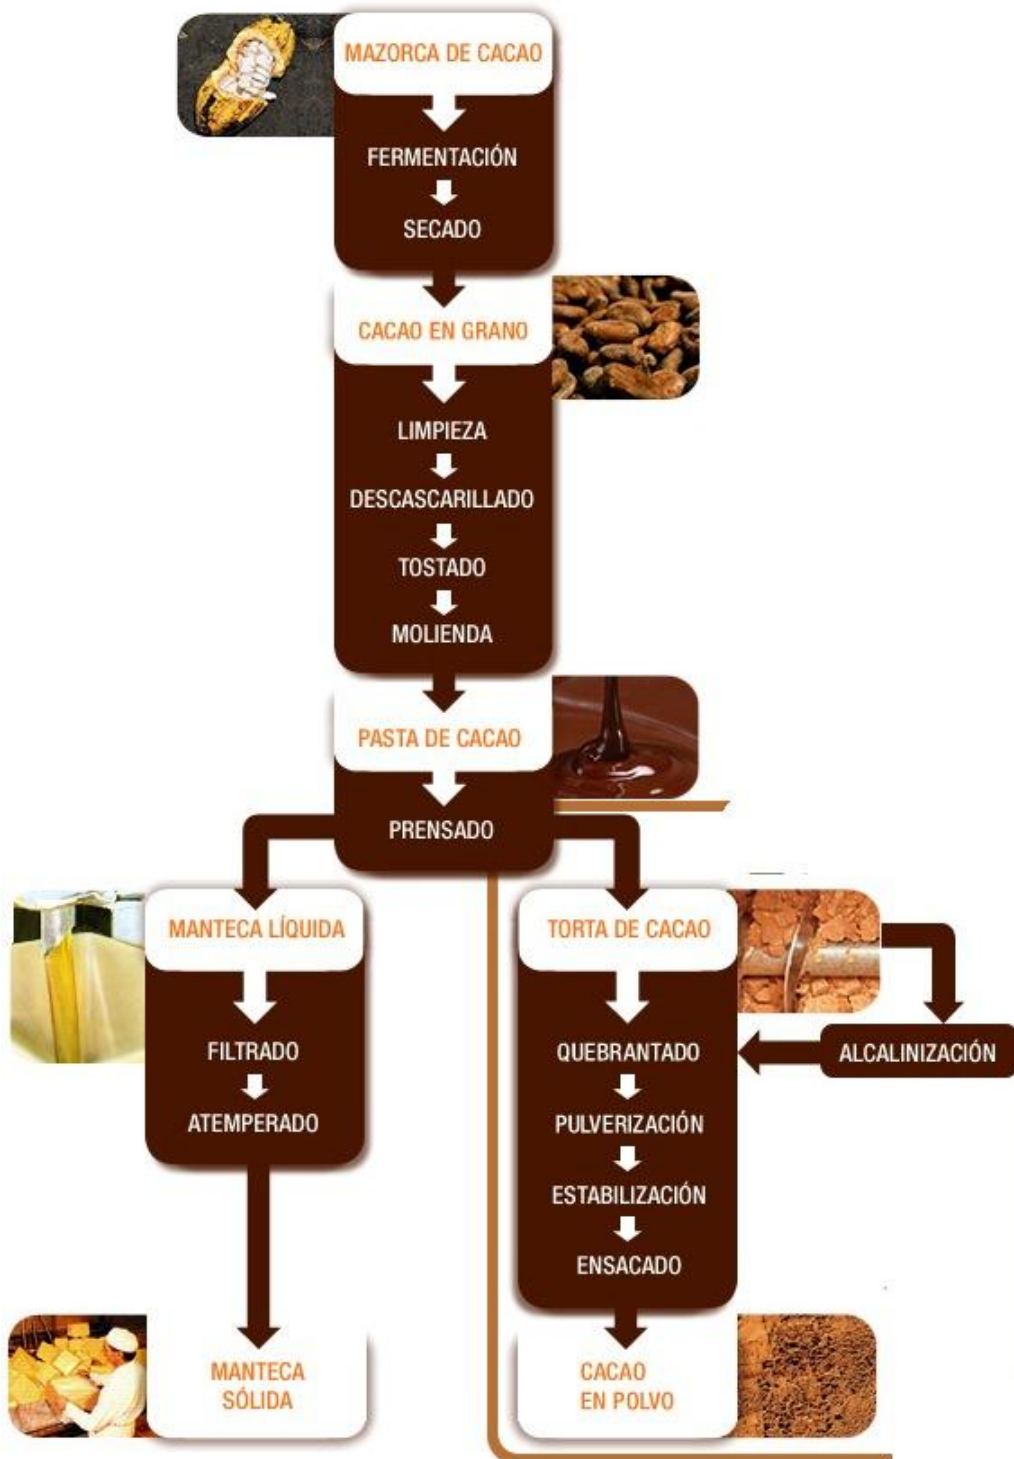 MAZORCA DE CACAO
FERMENTACIÓN
SECADO
CACAO EN GRANO
LIMPIEZA
DESCASCARILLADO
TOSTADO
MOLIENDA
PASTA DE CACAO
PRENSADO
MANTECA LÍQUIDA
FILTRADO
ATEMPERADO
MANTECA
SÓLIDA
TORTA DE CACAO
ALCALINIZACIÓN
QUEBRANTADO
PULVERIZACIÓN
ESTABILIZACIÓN
ENSACADO
CACAO
EN POLVO